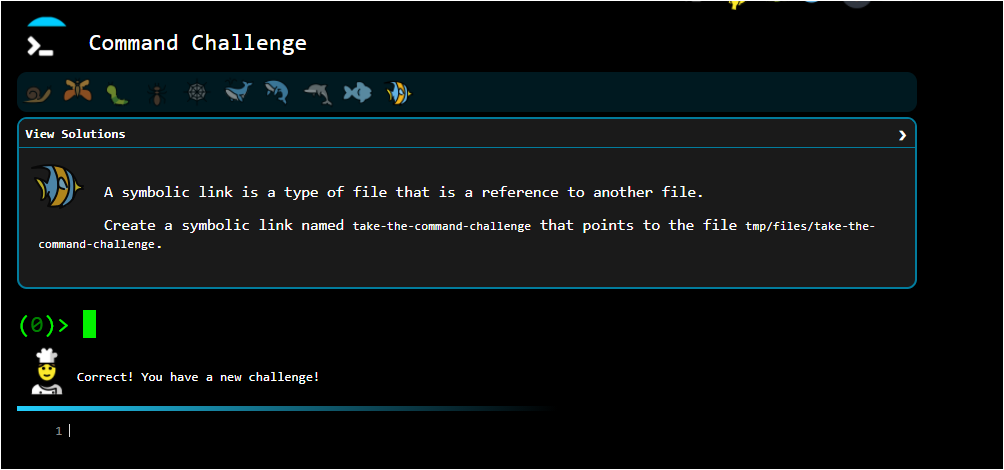 Command Challenge
View Solutions
A symbolic link is a type of file that is a reference to another file.
Create a symbolic link named take-the-command-challenge that points to the file tmp/files/take-the-
command-challenge.
(0)>
Correct! You have a new challenge!
1